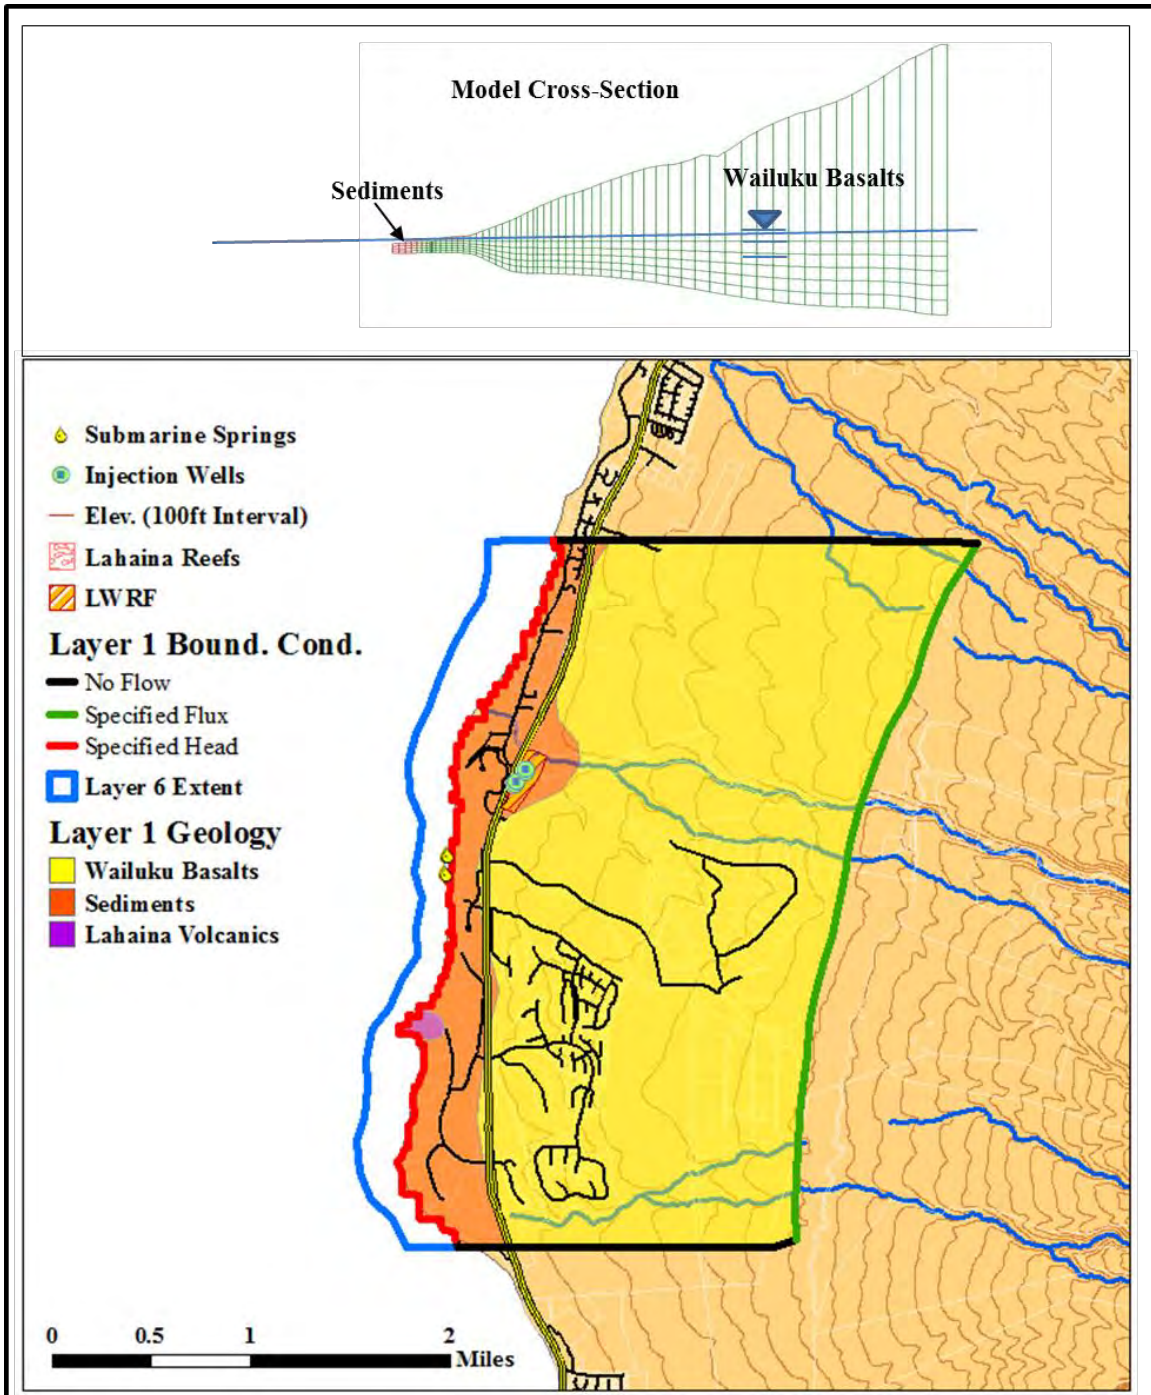 Model Cross-Section
Wailuku Basalts
Sediments
Submarine Springs
Injection Wells
Elev. (100ft Interval)
Lahaina Reefs
LWRF
Layer 1 Bound. Cond.
No Flow
Specified Flux
Specified Head
Layer 6 Extent
Layer 1 Geology
Wailuku Basalts
Sediments
Lahaina Volcanics
0 0.5 1 2
Miles